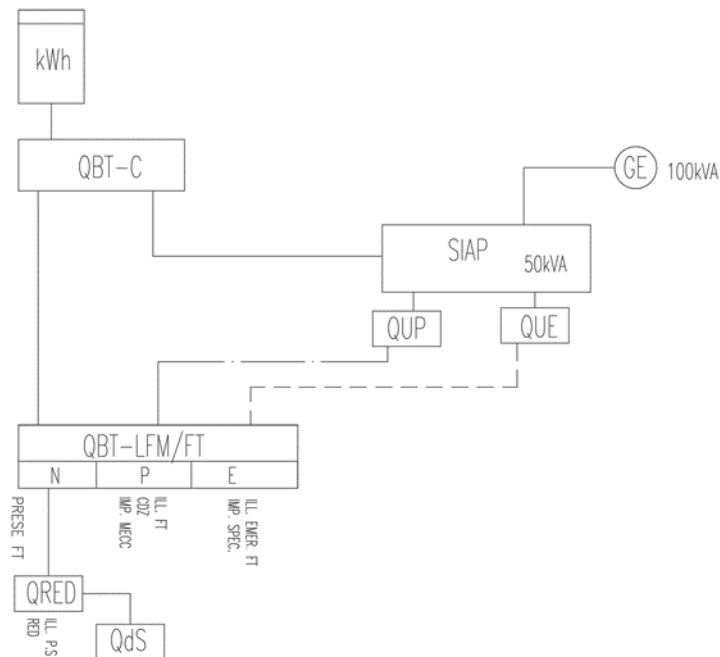 kWh
QBT-C
GE
100kVA
SIAP
50kVA
QUP
QUE
QBT-LFM/FT
N
P
E
PRESE FT
ILL. FT
CDZ
IMP. MECC
ILL. EMER. FT
IMP. SPEC.
QRED
ILL. P.S
RED
QdS